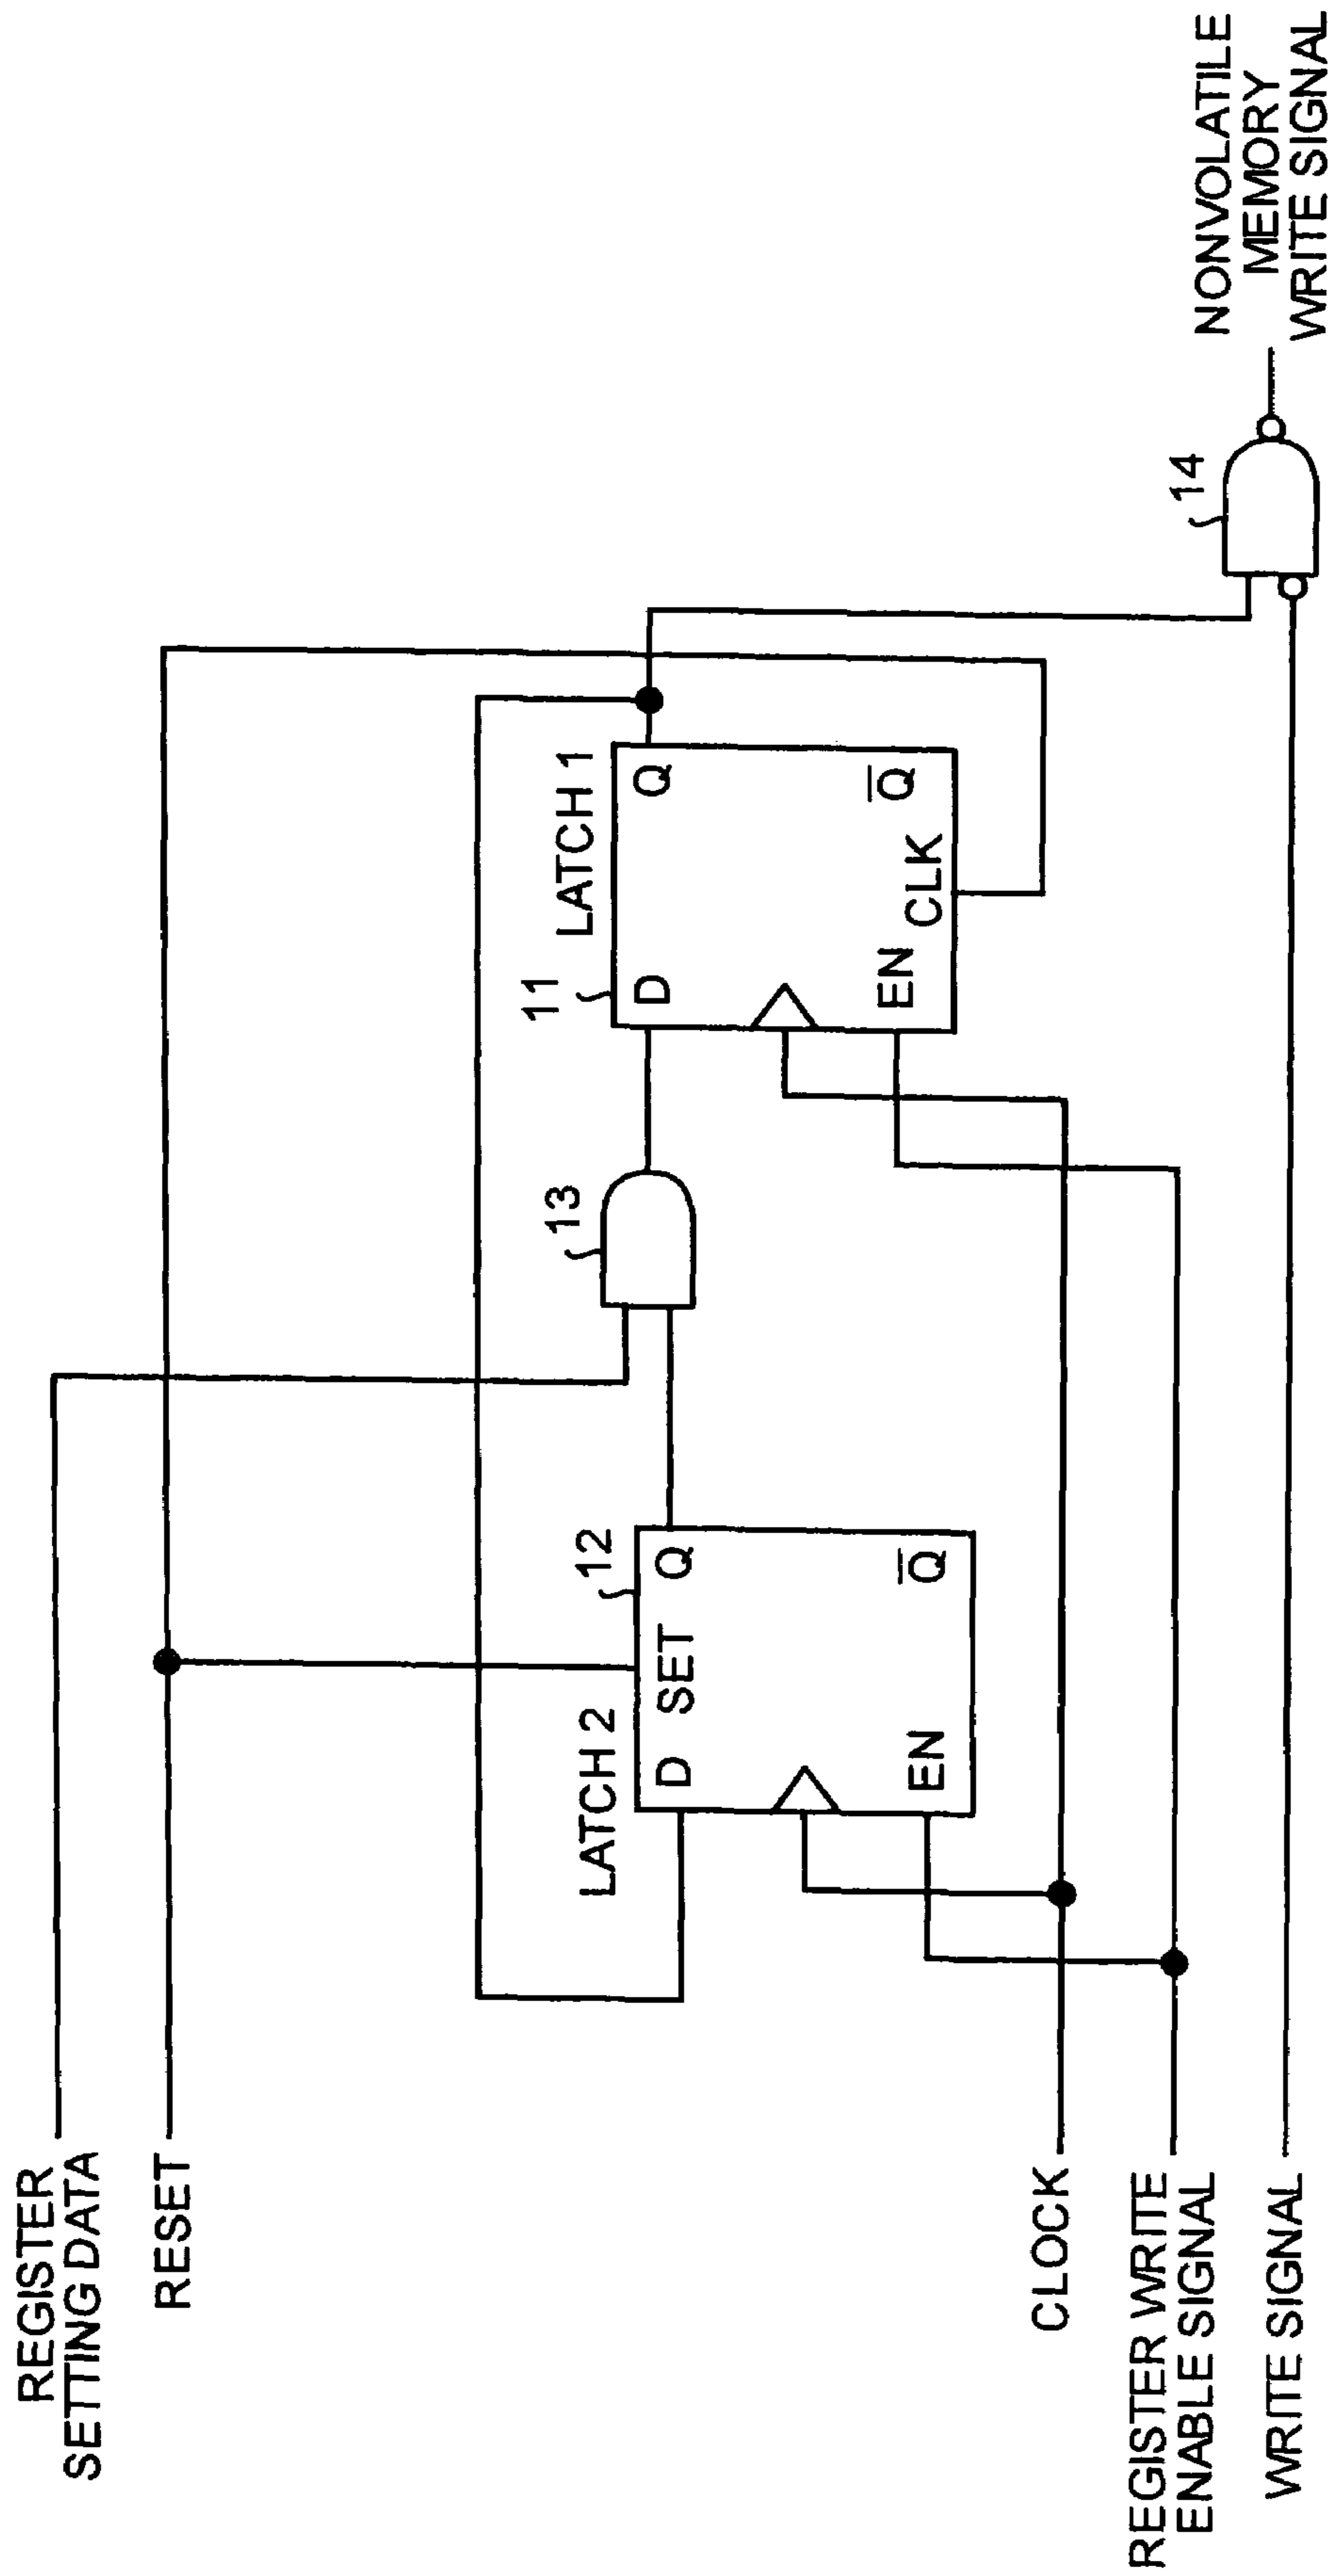 REGISTER
SETTING DATA
RESET
LATCH 2
12
D
SET
Q
EN
Q
13
LATCH 1
11
D
Q
EN
CLK
Q
CLOCK
REGISTER WRITE
ENABLE SIGNAL
WRITE SIGNAL
14
NONVOLATILE
MEMORY
WRITE SIGNAL